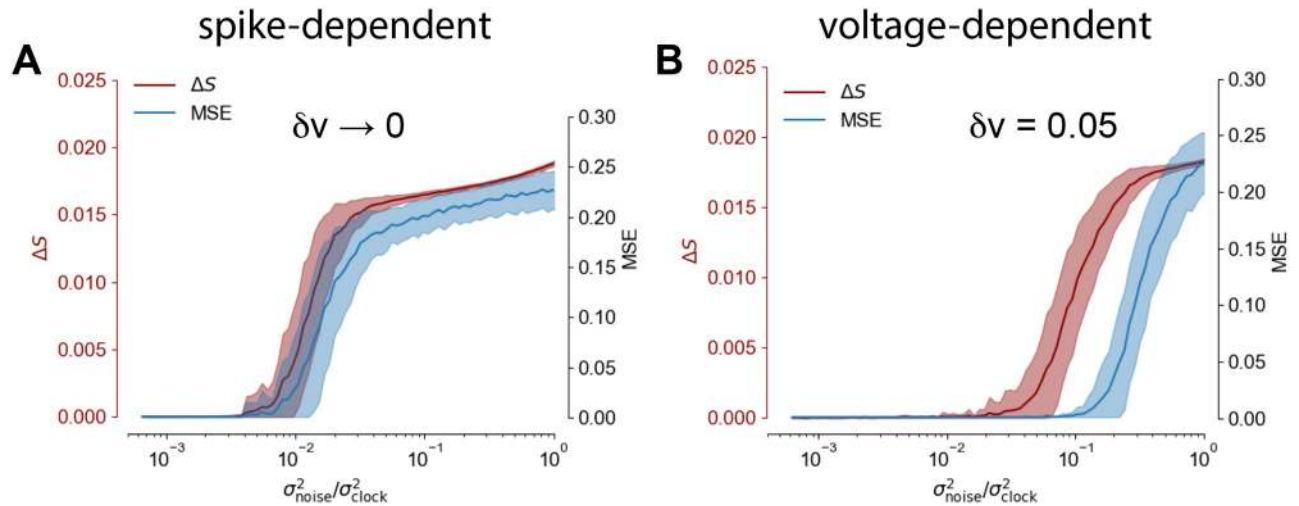 spike-dependent
A
ΔS
MSE
δv → 0
0.025
0.020
0.015
0.010
0.005
0.000
ΔS
0.30
0.25
0.20
0.15
0.10
0.05
0.00
MSE
10⁻³
10⁻²
10⁻¹
10⁰
σ²noise/σ²clock
voltage-dependent
B
ΔS
MSE
δv = 0.05
0.025
0.020
0.015
0.010
0.005
0.000
ΔS
0.30
0.25
0.20
0.15
0.10
0.05
0.00
MSE
10⁻³
10⁻²
10⁻¹
10⁰
σ²noise/σ²clock